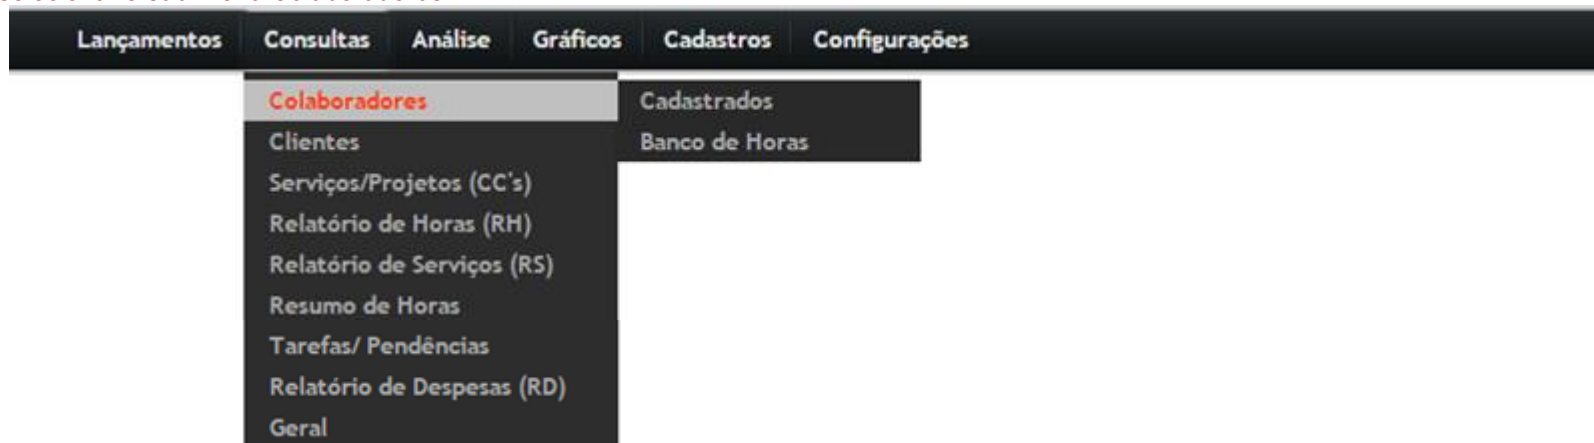 Lançamentos Consultas Análise Gráficos Cadastros Configurações
Colaboradores Cadastrados
Clientes Banco de Horas
Serviços/Projetos (CC's)
Relatório de Horas (RH)
Relatório de Serviços (RS)
Resumo de Horas
Tarefas/ Pendências
Relatório de Despesas (RD)
Geral